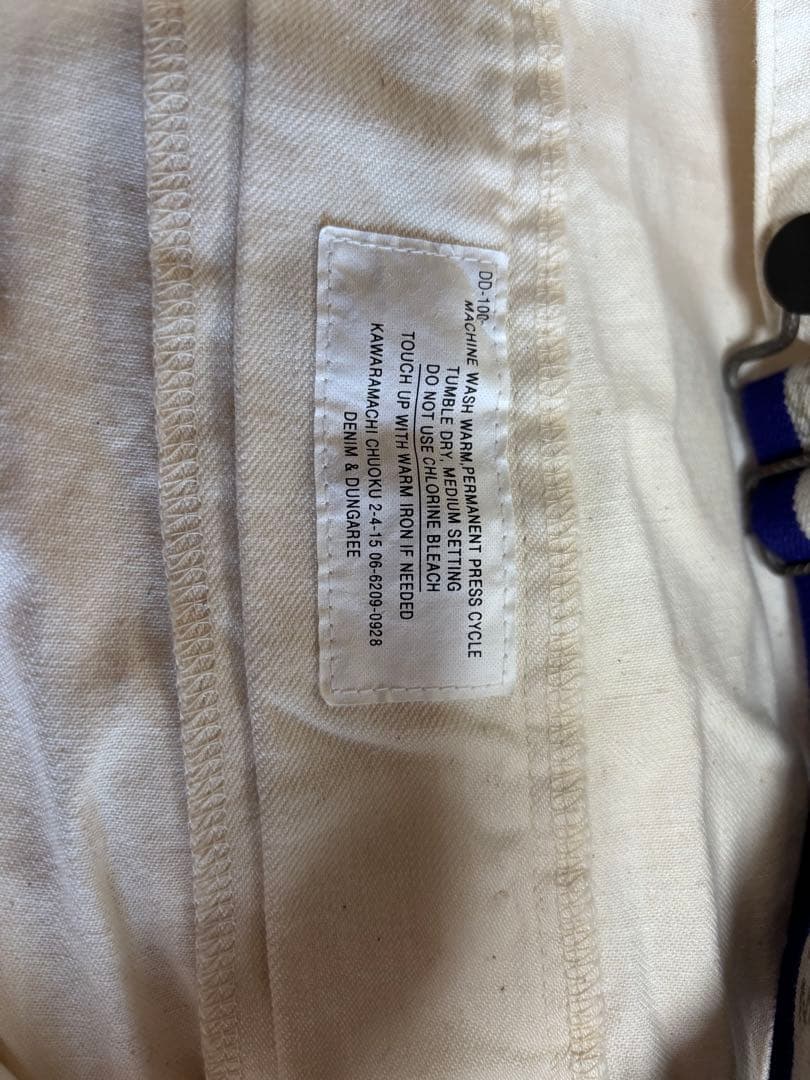 DD-100
MACHINE WASH WARM,PERMANENT PRESS CYCLE
TUMBLE DRY, MEDIUM SETTING
DO NOT USE CHLORINE BLEACH
TOUCH UP WITH WARM IRON IF NEEDED
KAWARAMACHI CHUOKU 2-4-15 06-6209-0928
DENIM & DUNGAREE